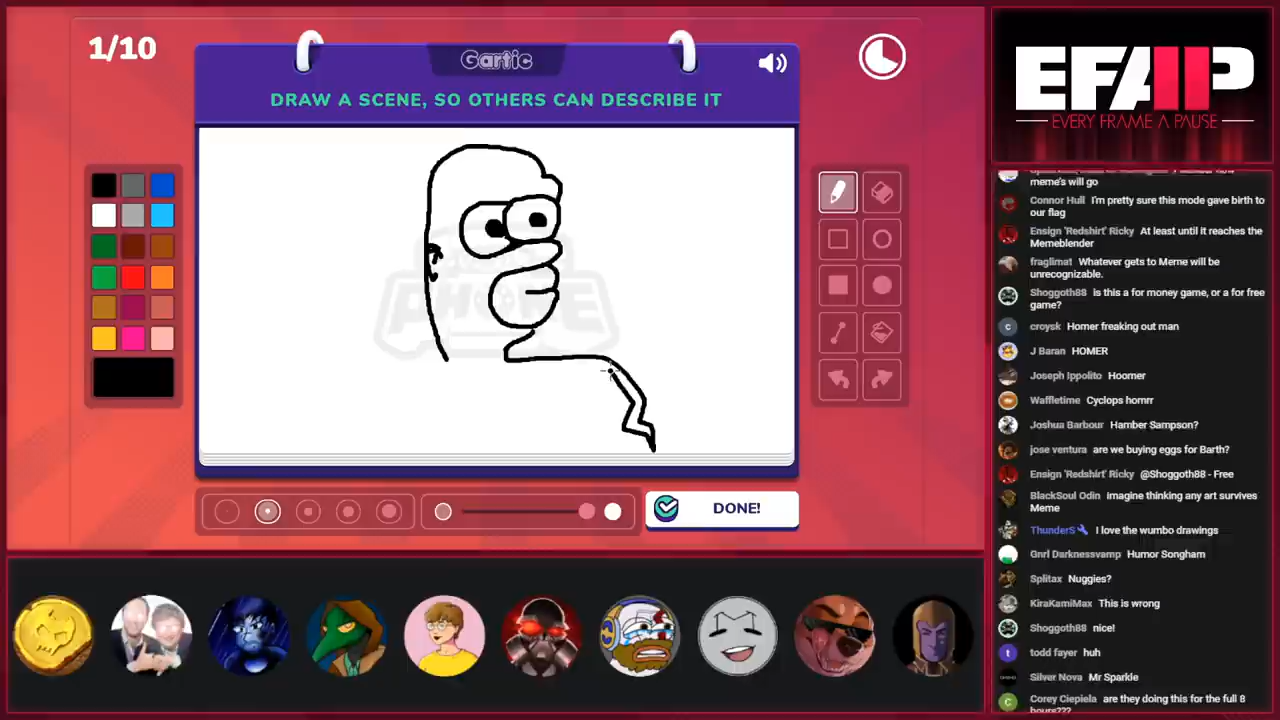 1/10
Gartic
DRAW A SCENE, SO OTHERS CAN DESCRIBE IT
PHONE
DONE!
EFAP
EVERY FRAME A PAUSE
meme's will go
Connor Hull I'm pretty sure this mode gave birth to
our flag
Ensign 'Redshirt' Ricky At least until it reaches the
Memeblender
fraglimat Whatever gets to Meme will be
unrecognizable.
Shoggoth88 is this a for money game, or a for free
game?
croysk Homer freaking out man
J Baran HOMER
Joseph Ippolito Hoomer
Waffletime Cyclops homrr
Joshua Barbour Hamber Sampson?
jose ventura are we buying eggs for Barth?
Ensign 'Redshirt' Ricky @Shoggoth88 - Free
BlackSoul Odin imagine thinking any art survives
Meme
ThunderS I love the wumbo drawings
Gnrl Darknessvamp Humor Songham
Splitax Nuggies?
KiraKamiMax This is wrong
Shoggoth88 nice!
todd fayer huh
Silver Nova Mr Sparkle
Corey Ciepiela are they doing this for the full 8
hours???